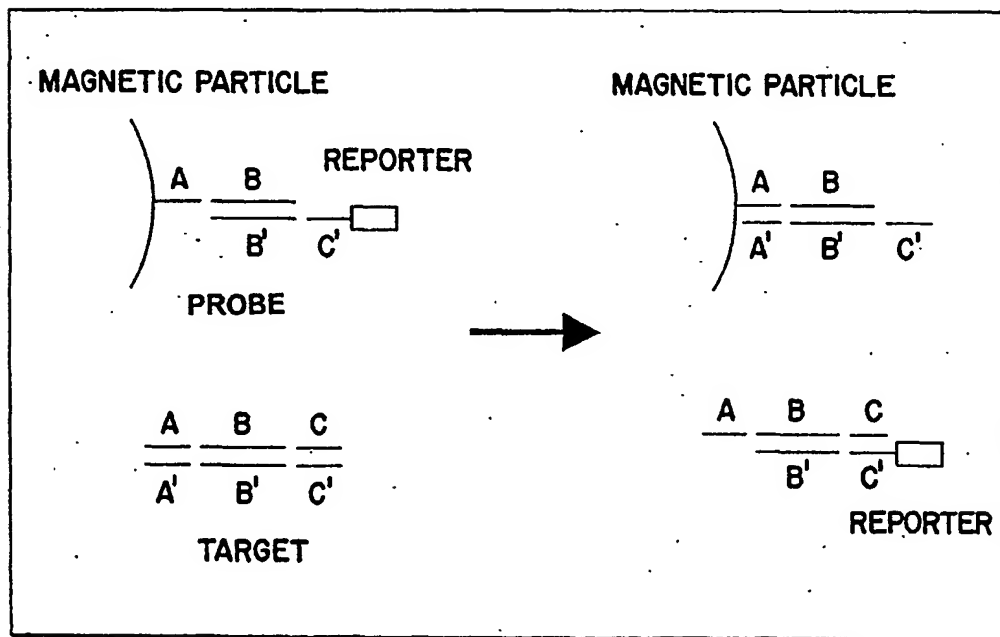 MAGNETIC PARTICLE
A B REPORTER
B' C'
PROBE
A B C
A' B' C'
TARGET
MAGNETIC PARTICLE
A B
A' B' C'
A B C
B' C'
REPORTER